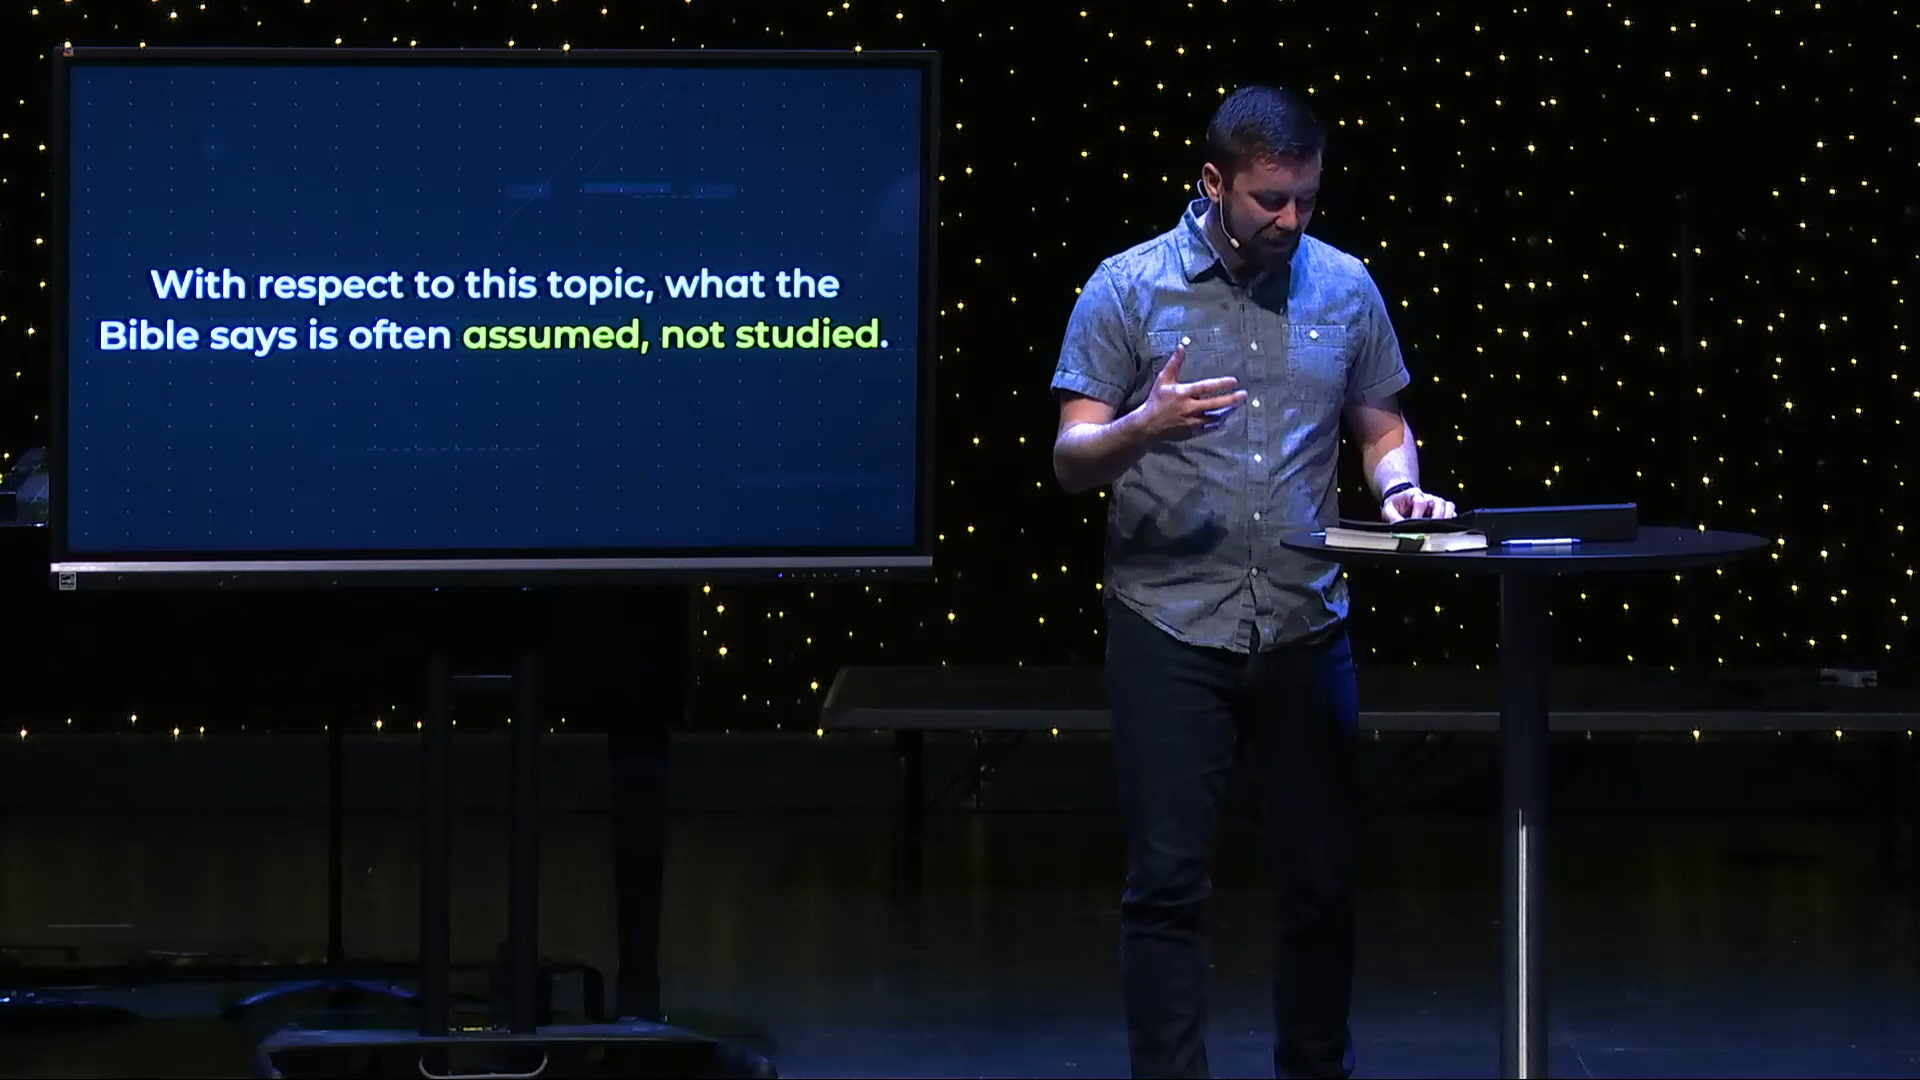 With respect to this topic, what the
Bible says is often assumed, not studied.